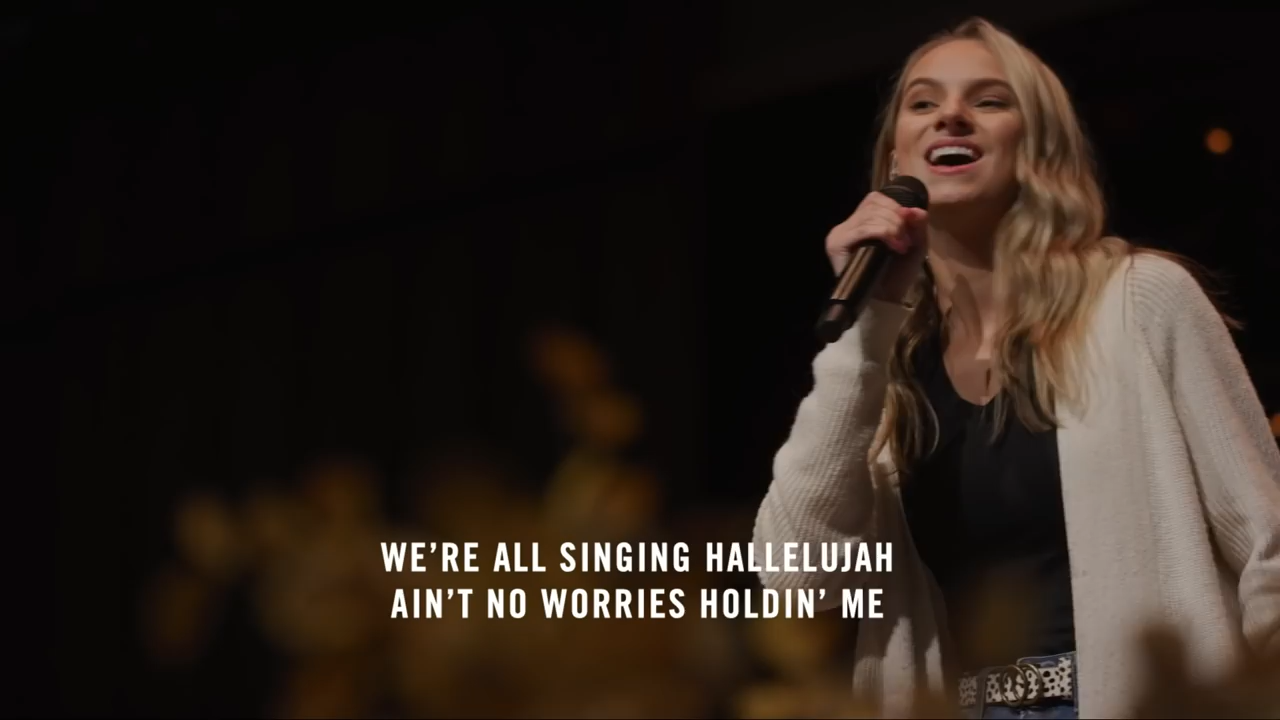 WE’RE ALL SINGING HALLELUJAH
AIN’T NO WORRIES HOLDIN’ ME